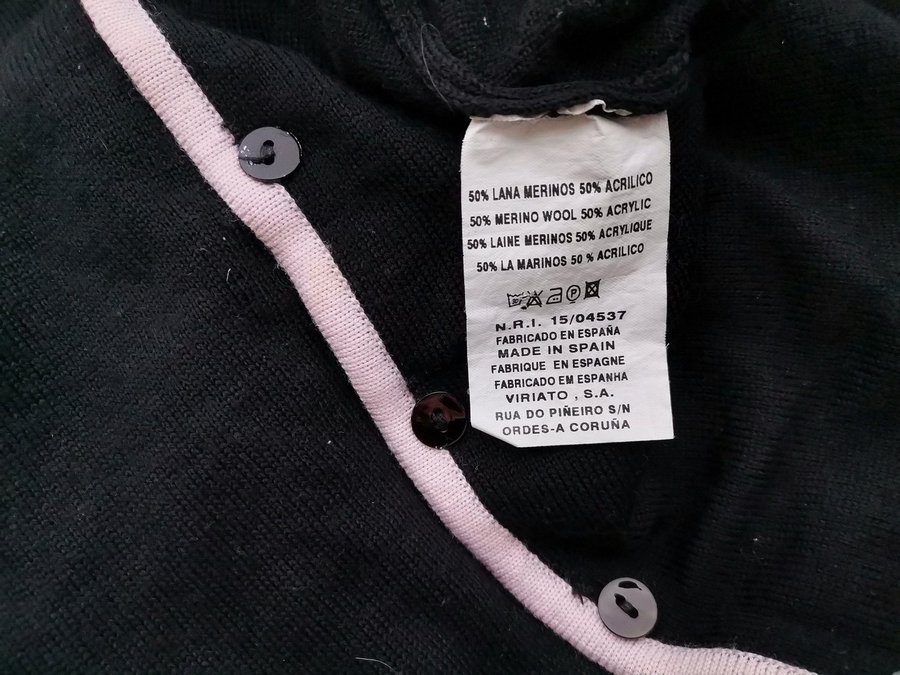 50% LANA MERINOS 50% ACRILICO
50% MERINO WOOL 50% ACRYLIC
50% LAINE MERINOS 50% ACRYLIQUE
50% LA MARINOS 50 % ACRILICO
N.R.I. 15/04537
FABRICADO EN ESPAÑA
MADE IN SPAIN
FABRIQUE EN ESPAGNE
FABRICADO EM ESPANHA
VIRIATO , S.A.
RUA DO PIÑEIRO S/N
ORDES-A CORUÑA